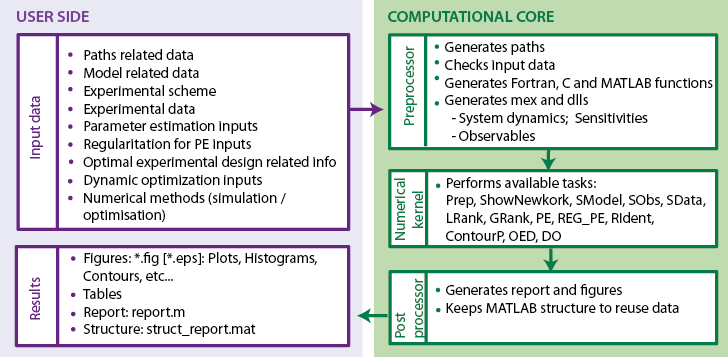 USER SIDE
Input data
• Paths related data
• Model related data
• Experimental scheme
• Experimental data
• Parameter estimation inputs
• Regularitation for PE inputs
• Optimal experimental design related info
• Dynamic optimization inputs
• Numerical methods (simulation /
optimisation)
Results
• Figures: *.fig [*.eps]: Plots, Histograms,
Contours, etc...
• Tables
• Report: report.m
• Structure: struct_report.mat
COMPUTATIONAL CORE
Preprocessor
• Generates paths
• Checks input data
• Generates Fortran, C and MATLAB functions
• Generates mex and dlls
- System dynamics; Sensitivities
- Observables
Numerical
kernel
• Performs available tasks:
Prep, ShowNewkork, SModel, SObs, SData,
LRank, GRank, PE, REG_PE, RIdent,
ContourP, OED, DO
Post
processor
• Generates report and figures
• Keeps MATLAB structure to reuse data